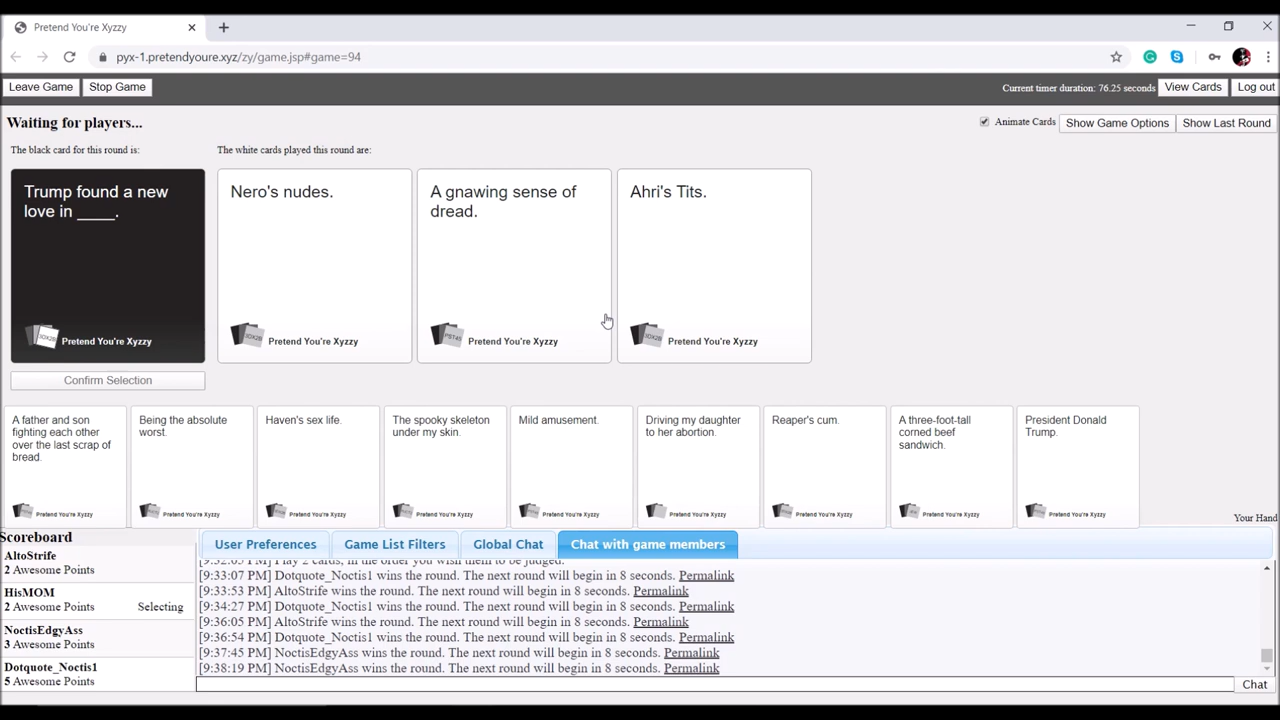 Pretend You're Xyzzy
pyx-1.pretendyoure.xyz/zy/game.jsp#game=94
Leave Game
Stop Game
Current timer duration: 76.25 seconds
View Cards
Log out
Waiting for players...
Animate Cards
Show Game Options
Show Last Round
The black card for this round is:
The white cards played this round are:
Trump found a new
love in ____.
Pretend You're Xyzzy
Nero's nudes.
Pretend You're Xyzzy
A gnawing sense of
dread.
Pretend You're Xyzzy
Ahri's Tits.
Pretend You're Xyzzy
Confirm Selection
A father and son
fighting each other
over the last scrap of
bread.
Pretend You're Xyzzy
Being the absolute
worst.
Pretend You're Xyzzy
Haven's sex life.
Pretend You're Xyzzy
The spooky skeleton
under my skin.
Pretend You're Xyzzy
Mild amusement.
Pretend You're Xyzzy
Driving my daughter
to her abortion.
Pretend You're Xyzzy
Reaper's cum.
Pretend You're Xyzzy
A three-foot-tall
corned beef
sandwich.
Pretend You're Xyzzy
President Donald
Trump.
Pretend You're Xyzzy
Your Hand
Scoreboard
AltoStrife
2 Awesome Points
HisMOM
2 Awesome Points Selecting
NoctisEdgyAss
3 Awesome Points
Dotquote_Noctis1
5 Awesome Points
User Preferences
Game List Filters
Global Chat
Chat with game members
[9:32:05 PM] Play 2 cards, in the order you wish them to be judged.
[9:33:07 PM] Dotquote_Noctis1 wins the round. The next round will begin in 8 seconds. Permalink
[9:33:53 PM] AltoStrife wins the round. The next round will begin in 8 seconds. Permalink
[9:34:27 PM] Dotquote_Noctis1 wins the round. The next round will begin in 8 seconds. Permalink
[9:36:05 PM] AltoStrife wins the round. The next round will begin in 8 seconds. Permalink
[9:36:54 PM] Dotquote_Noctis1 wins the round. The next round will begin in 8 seconds. Permalink
[9:37:45 PM] NoctisEdgyAss wins the round. The next round will begin in 8 seconds. Permalink
[9:38:19 PM] NoctisEdgyAss wins the round. The next round will begin in 8 seconds. Permalink
Chat